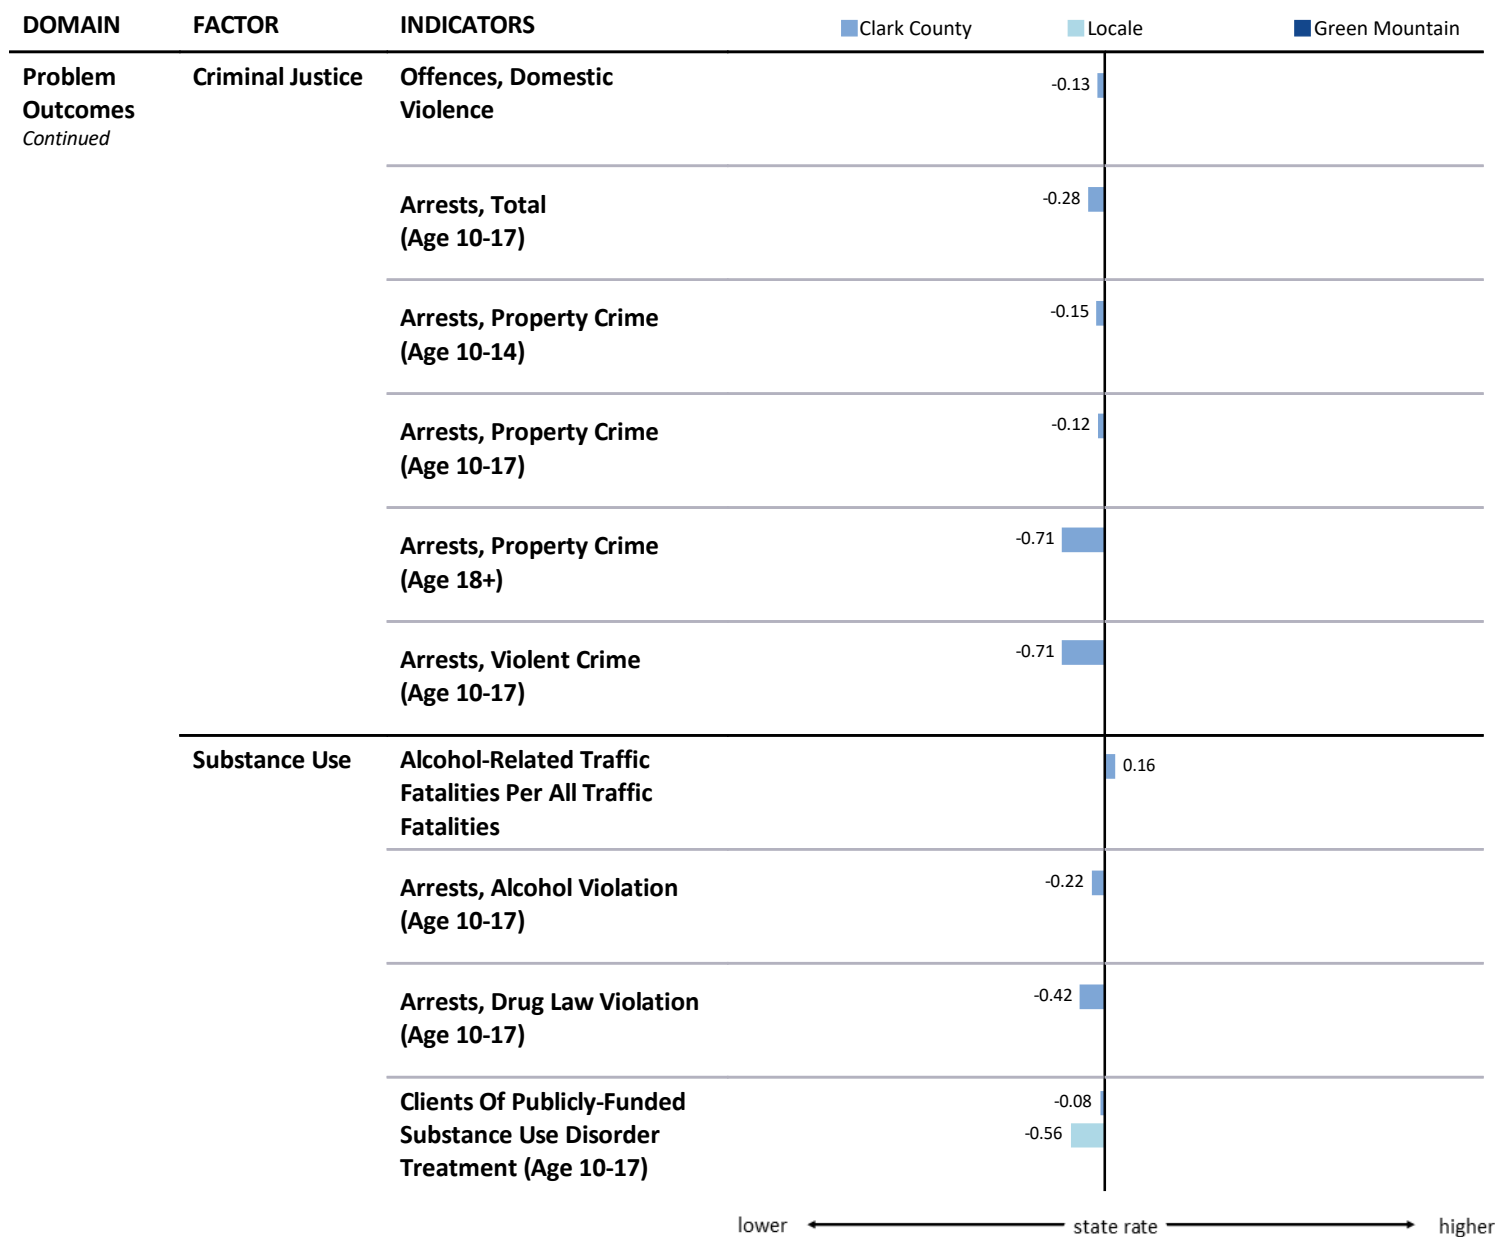 DOMAIN FACTOR INDICATORS Clark County Locale Green Mountain
Problem Outcomes
Continued
Criminal Justice
Offences, Domestic
Violence
-0.13
Arrests, Total
(Age 10-17)
-0.28
Arrests, Property Crime
(Age 10-14)
-0.15
Arrests, Property Crime
(Age 10-17)
-0.12
Arrests, Property Crime
(Age 18+)
-0.71
Arrests, Violent Crime
(Age 10-17)
-0.71
Substance Use
Alcohol-Related Traffic
Fatalities Per All Traffic
Fatalities
0.16
Arrests, Alcohol Violation
(Age 10-17)
-0.22
Arrests, Drug Law Violation
(Age 10-17)
-0.42
Clients Of Publicly-Funded
Substance Use Disorder
Treatment (Age 10-17)
-0.08
-0.56
lower state rate higher